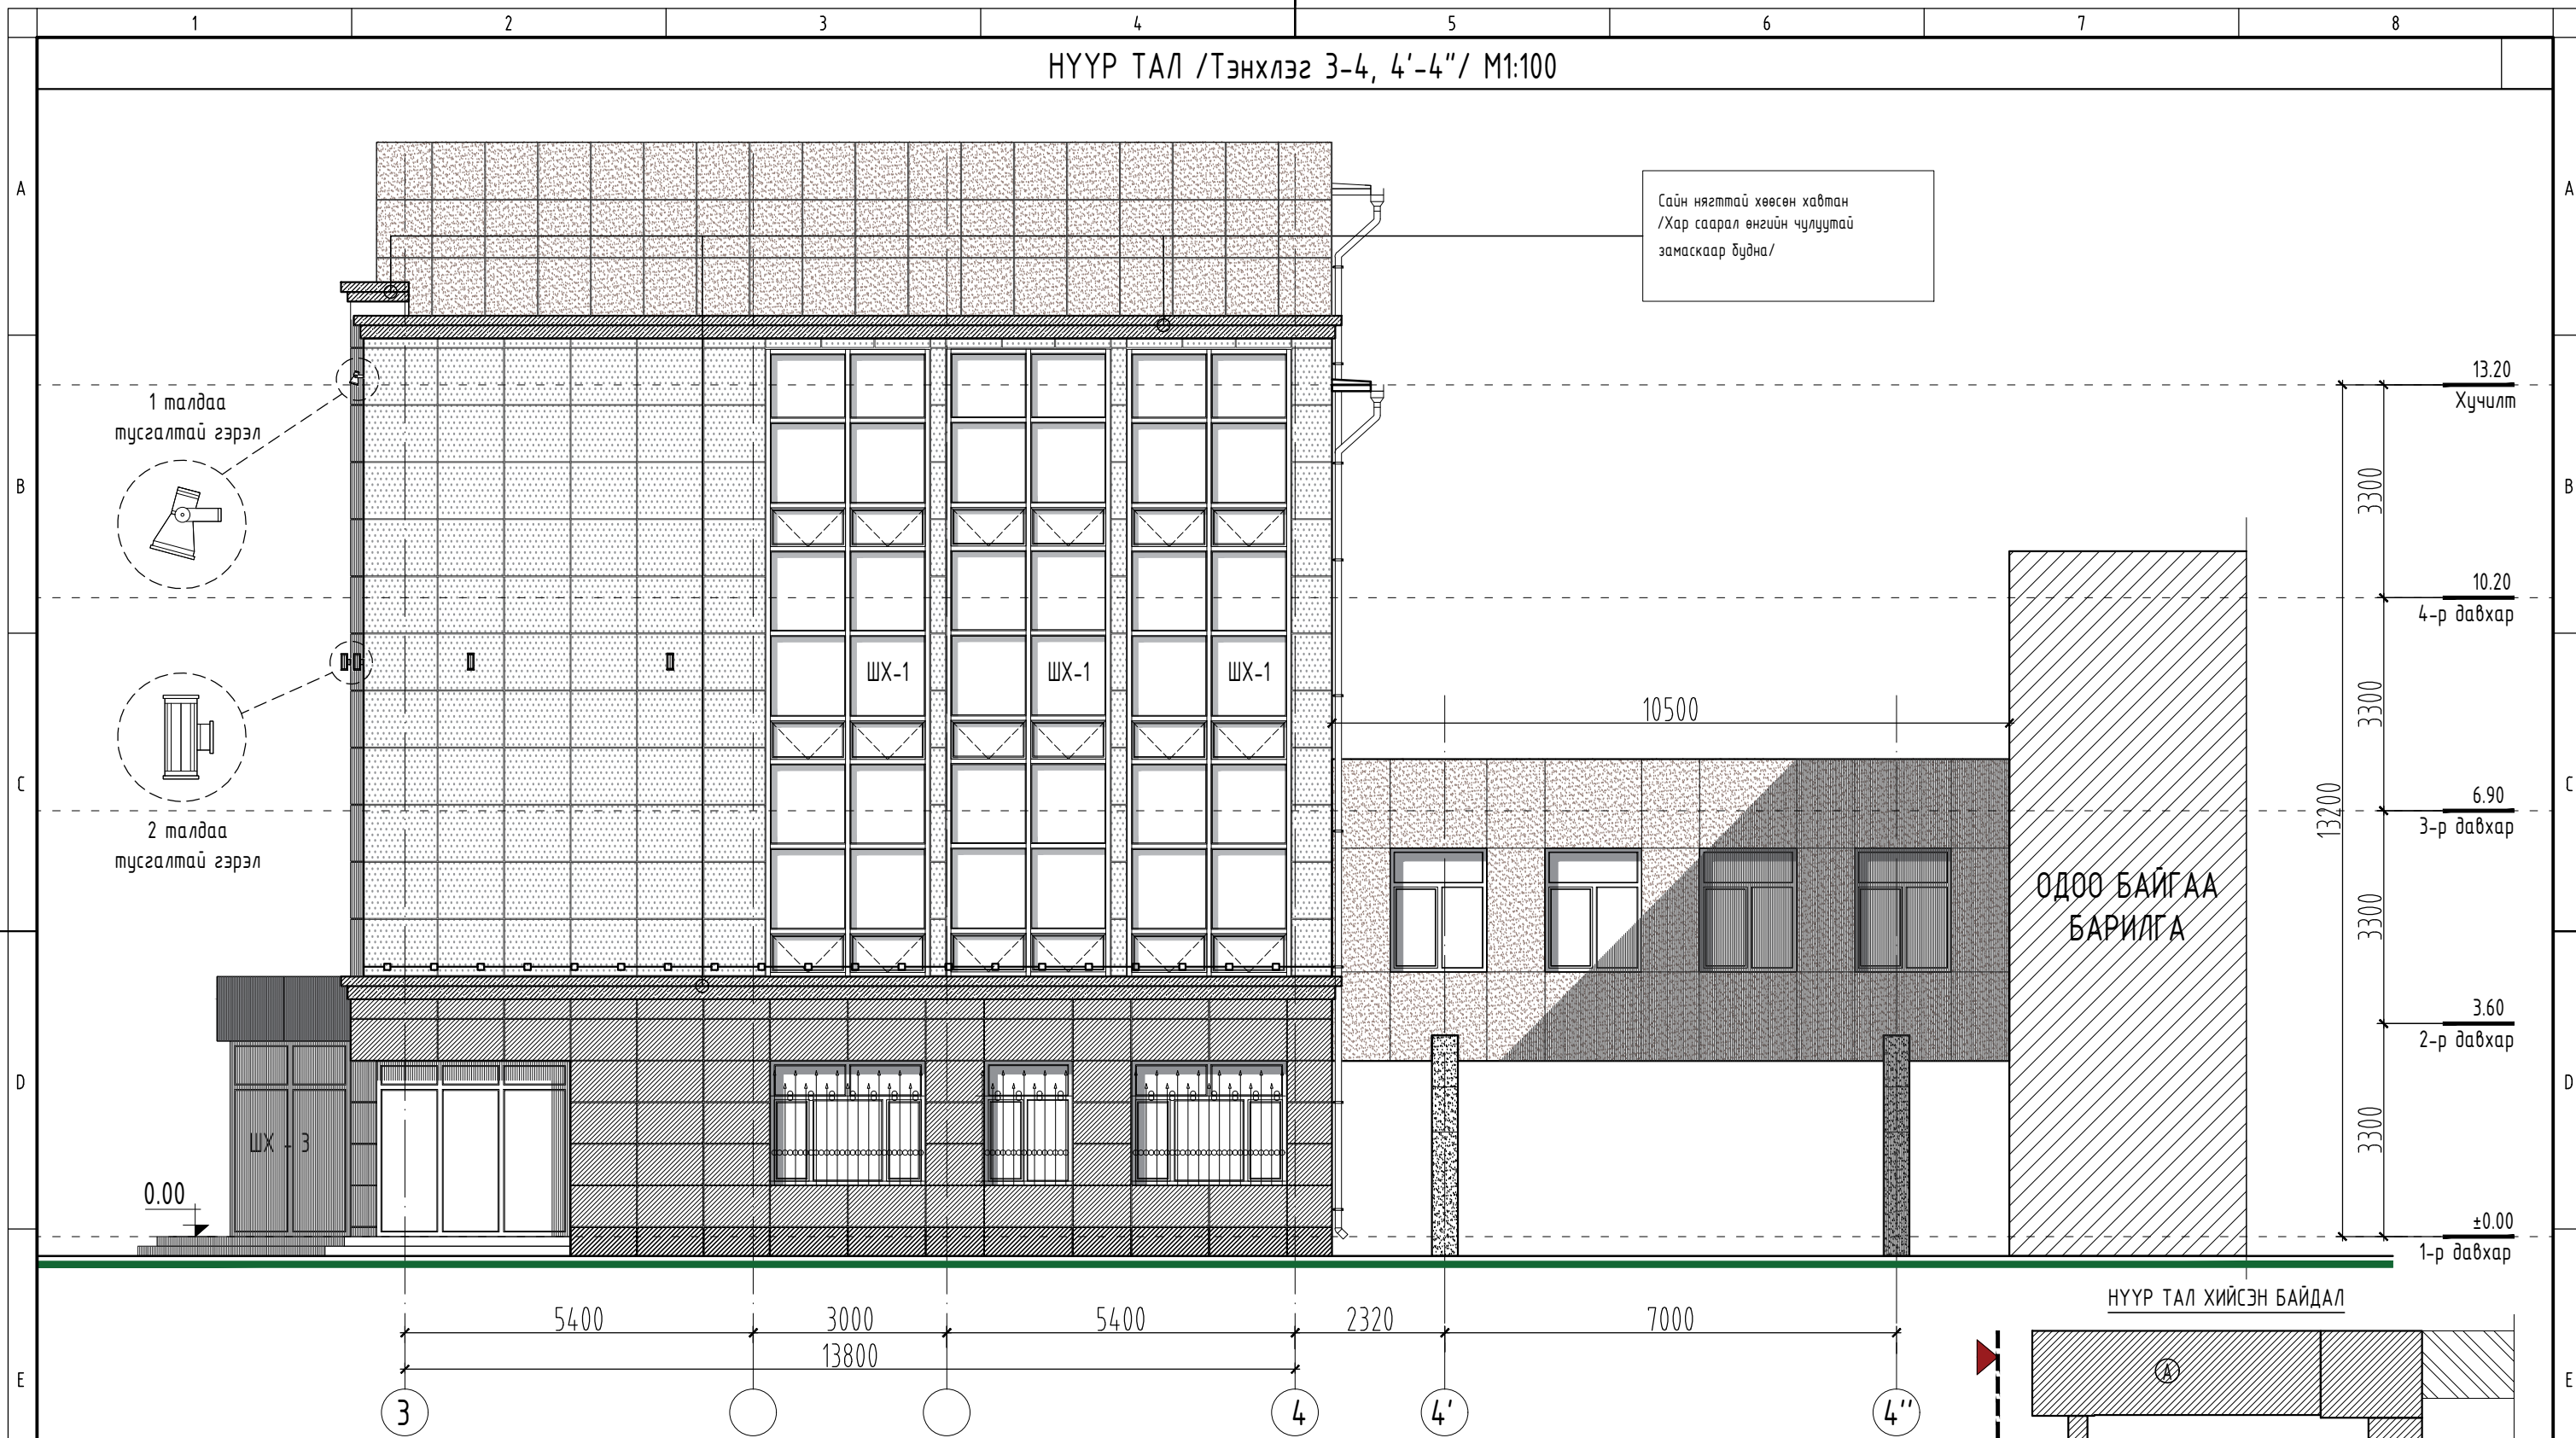 1 2 3 4 5 6 7 8
НҮҮР ТАЛ /Тэнхлэг 3-4, 4'-4"/ М1:100
A
A
Сайн нягттай хөөсөн хавтан
/Хар саарал өнгийн чулуутай
замаскаар будна/
13.20
Хучилт
1 талдаа
тусгалтай гэрэл
B
3300
B
10.20
4-р давхар
ШХ-1 ШХ-1 ШХ-1
10500
3300
C
C
6.90
3-р давхар
13200
2 талдаа
тусгалтай гэрэл
ОДОО БАЙГАА
БАРИЛГА
3300
3.60
2-р давхар
D
D
ШХ - 3
3300
0.00
±0.00
1-р давхар
НҮҮР ТАЛ ХИЙСЭН БАЙДАЛ
5400 3000 5400 2320 7000
13800
A
E
E
3 4 4' 4''